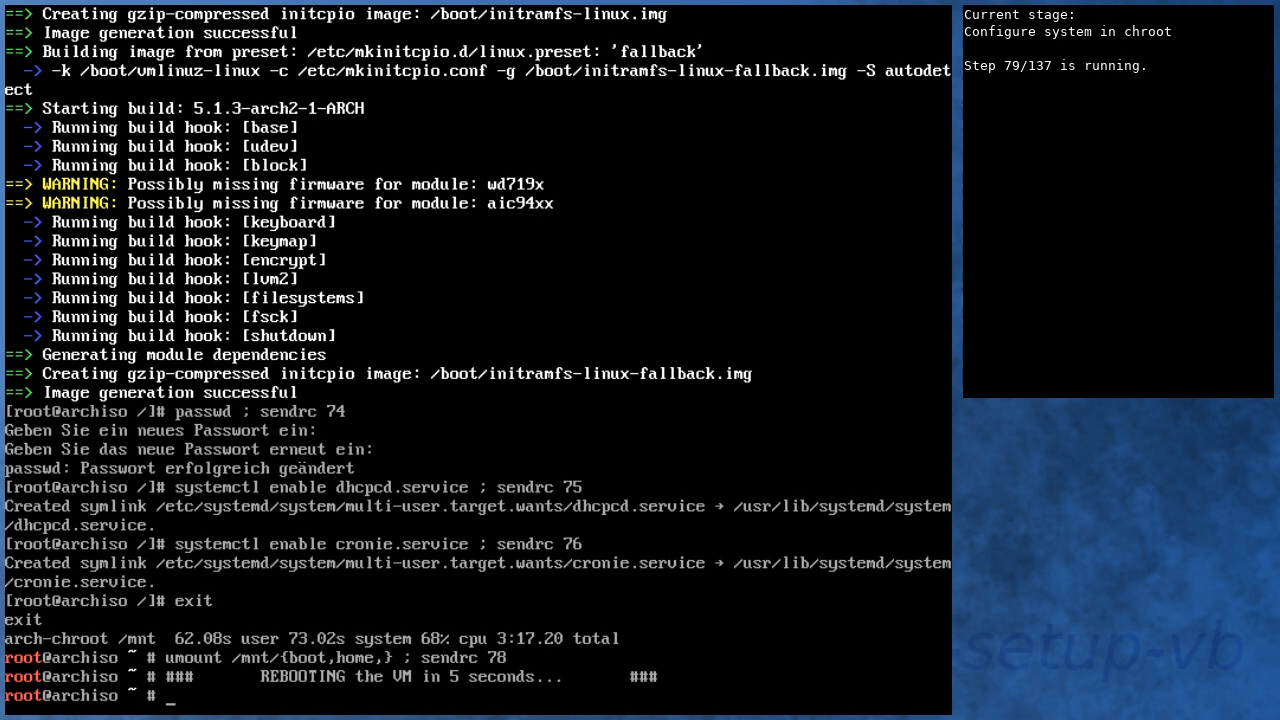 ==> Creating gzip-compressed initcpio image: /boot/initramfs-linux.img
==> Image generation successful
==> Building image from preset: /etc/mkinitcpio.d/linux.preset: 'fallback'
  -> -k /boot/vmlinuz-linux -c /etc/mkinitcpio.conf -g /boot/initramfs-linux-fallback.img -S autodet
ect
==> Starting build: 5.1.3-arch2-1-ARCH
  -> Running build hook: [base]
  -> Running build hook: [udev]
  -> Running build hook: [block]
==> WARNING: Possibly missing firmware for module: wd719x
==> WARNING: Possibly missing firmware for module: aic94xx
  -> Running build hook: [keyboard]
  -> Running build hook: [keymap]
  -> Running build hook: [encrypt]
  -> Running build hook: [lvm2]
  -> Running build hook: [filesystems]
  -> Running build hook: [fsck]
  -> Running build hook: [shutdown]
==> Generating module dependencies
==> Creating gzip-compressed initcpio image: /boot/initramfs-linux-fallback.img
==> Image generation successful
[root@archiso /]# passwd ; sendrc 74
Geben Sie ein neues Passwort ein:
Geben Sie das neue Passwort erneut ein:
passwd: Passwort erfolgreich geändert
[root@archiso /]# systemctl enable dhcpcd.service ; sendrc 75
Created symlink /etc/systemd/system/multi-user.target.wants/dhcpcd.service → /usr/lib/systemd/system
/dhcpcd.service.
[root@archiso /]# systemctl enable cronie.service ; sendrc 76
Created symlink /etc/systemd/system/multi-user.target.wants/cronie.service → /usr/lib/systemd/system
/cronie.service.
[root@archiso /]# exit
exit
arch-chroot /mnt  62.08s user 73.02s system 68% cpu 3:17.20 total
root@archiso ~ # umount /mnt/{boot,home,} ; sendrc 78
root@archiso ~ # ###       REBOOTING the VM in 5 seconds...       ###
root@archiso ~ # _
Current stage:
Configure system in chroot
Step 79/137 is running.
-setup-vb